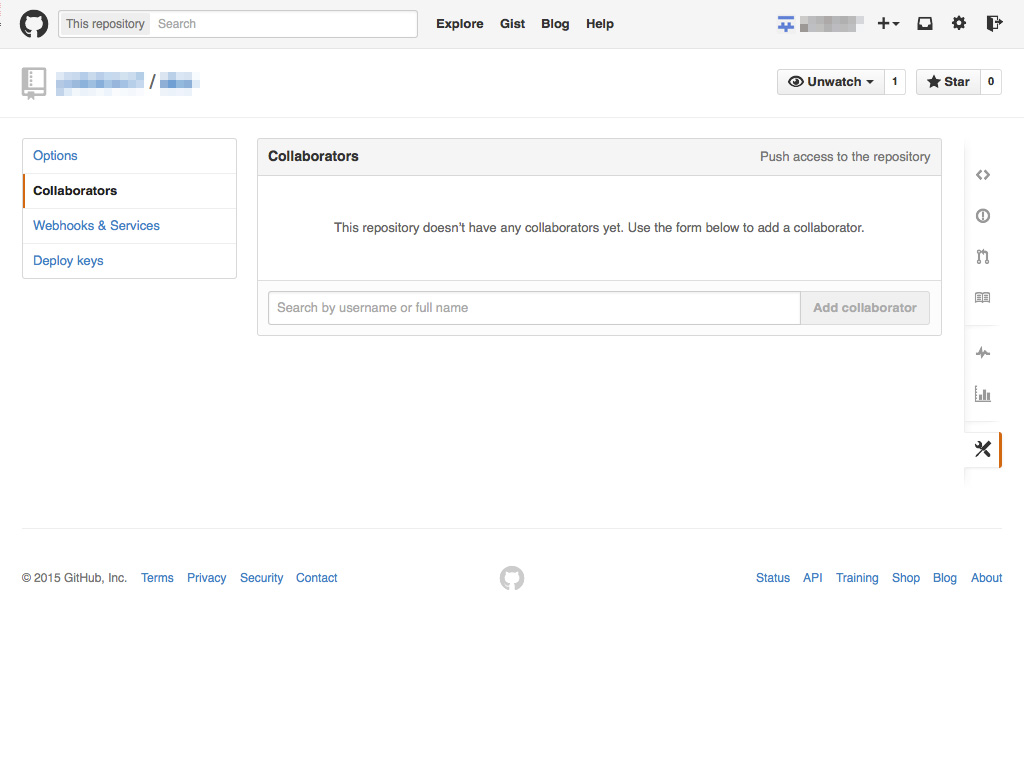 This repository Search Explore Gist Blog Help
/
Unwatch 1 Star 0
Options
Collaborators
Webhooks & Services
Deploy keys
Collaborators Push access to the repository
This repository doesn't have any collaborators yet. Use the form below to add a collaborator.
Search by username or full name Add collaborator
© 2015 GitHub, Inc. Terms Privacy Security Contact Status API Training Shop Blog About